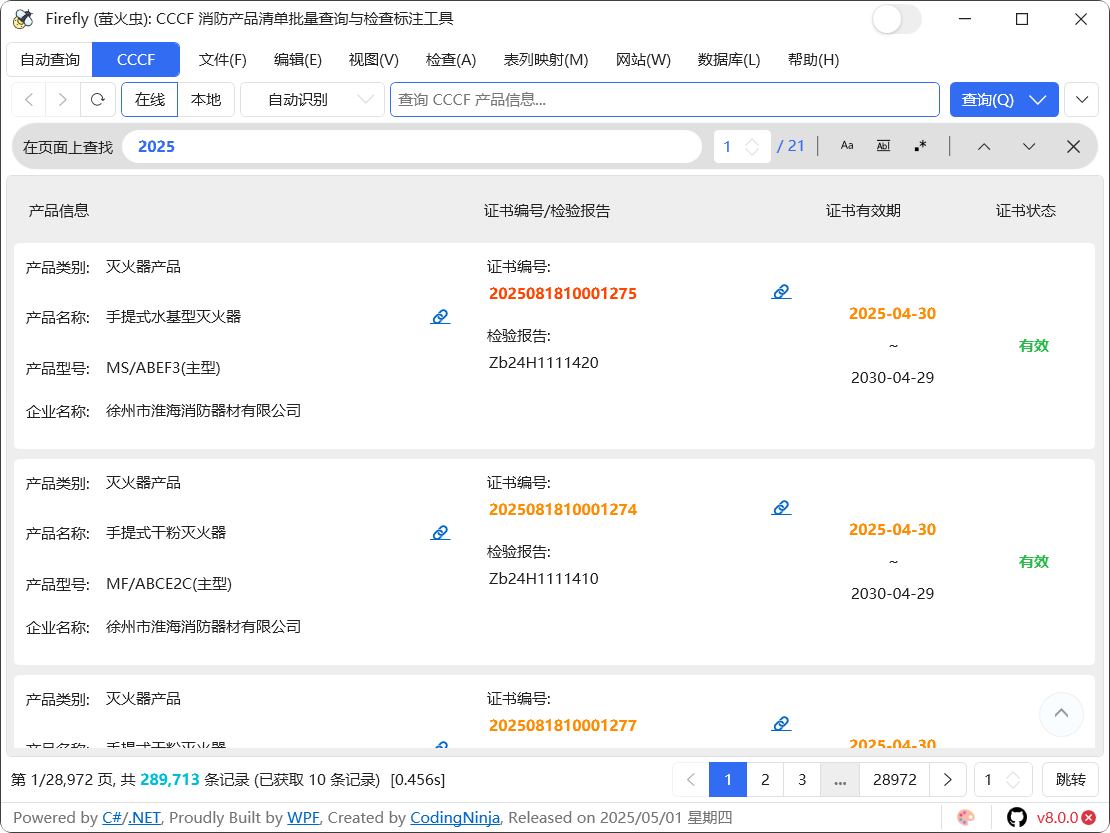 Firefly (萤火虫): CCCF 消防产品清单批量查询与检查标注工具
自动查询 CCCF 文件(F) 编辑(E) 视图(V) 检查(A) 表列映射(M) 网站(W) 数据库(L) 帮助(H)
在线 本地 自动识别 查询 CCCF 产品信息... 查询(Q)
在页面上查找 2025 1 / 21 Aa Abl .*
产品信息 证书编号/检验报告 证书有效期 证书状态
产品类别: 灭火器产品 证书编号:
2025081810001275
产品名称: 手提式水基型灭火器 2025-04-30
检验报告: ~ 有效
产品型号: MS/ABEF3(主型) Zb24H1111420
2030-04-29
企业名称: 徐州市淮海消防器材有限公司
产品类别: 灭火器产品 证书编号:
2025081810001274
产品名称: 手提式干粉灭火器 2025-04-30
检验报告: ~ 有效
产品型号: MF/ABCE2C(主型) Zb24H1111410
2030-04-29
企业名称: 徐州市淮海消防器材有限公司
产品类别: 灭火器产品 证书编号:
2025081810001277
产品名称: 手提式干粉灭火器 2025-04-30
第 1/28,972 页, 共 289,713 条记录 (已获取 10 条记录) [0.456s] 1 2 3 ... 28972 1 跳转
Powered by C#/.NET, Proudly Built by WPF, Created by CodingNinja, Released on 2025/05/01 星期四 v8.0.0